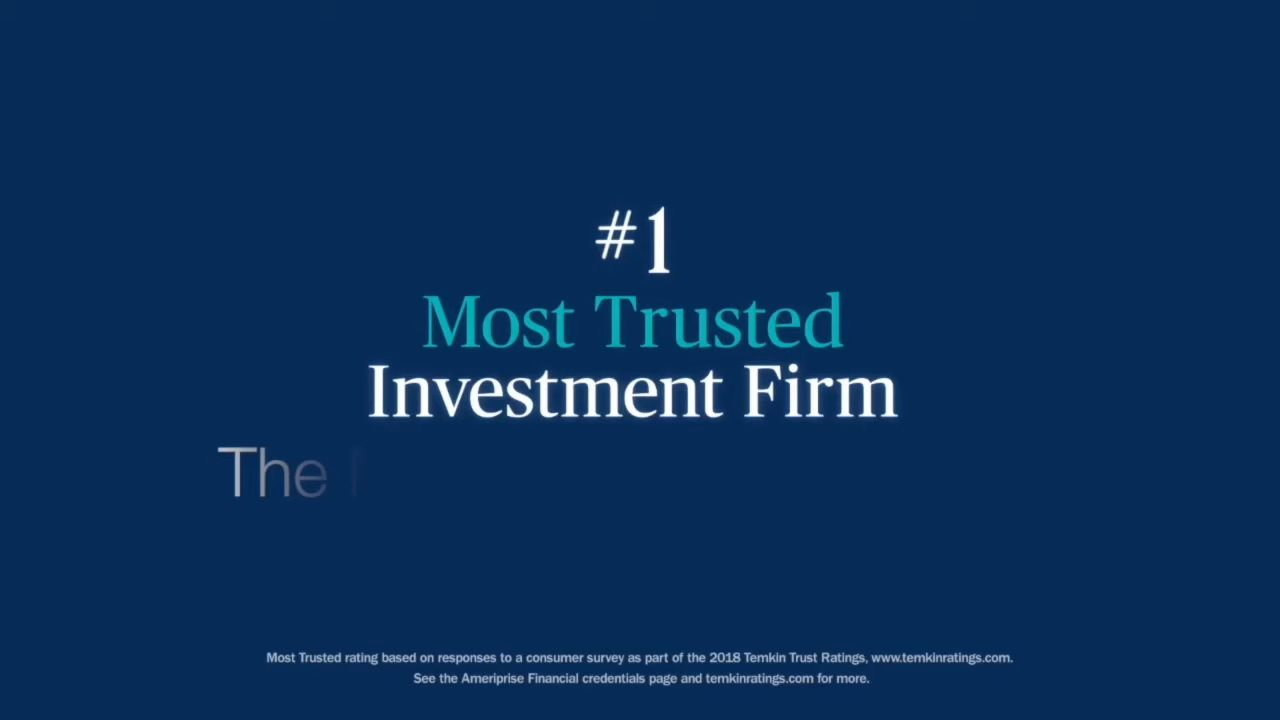 #1
Most Trusted
Investment Firm
The
Most Trusted rating based on responses to a consumer survey as part of the 2018 Temkin Trust Ratings, www.temkinratings.com.
See the Ameriprise Financial credentials page and temkinratings.com for more.